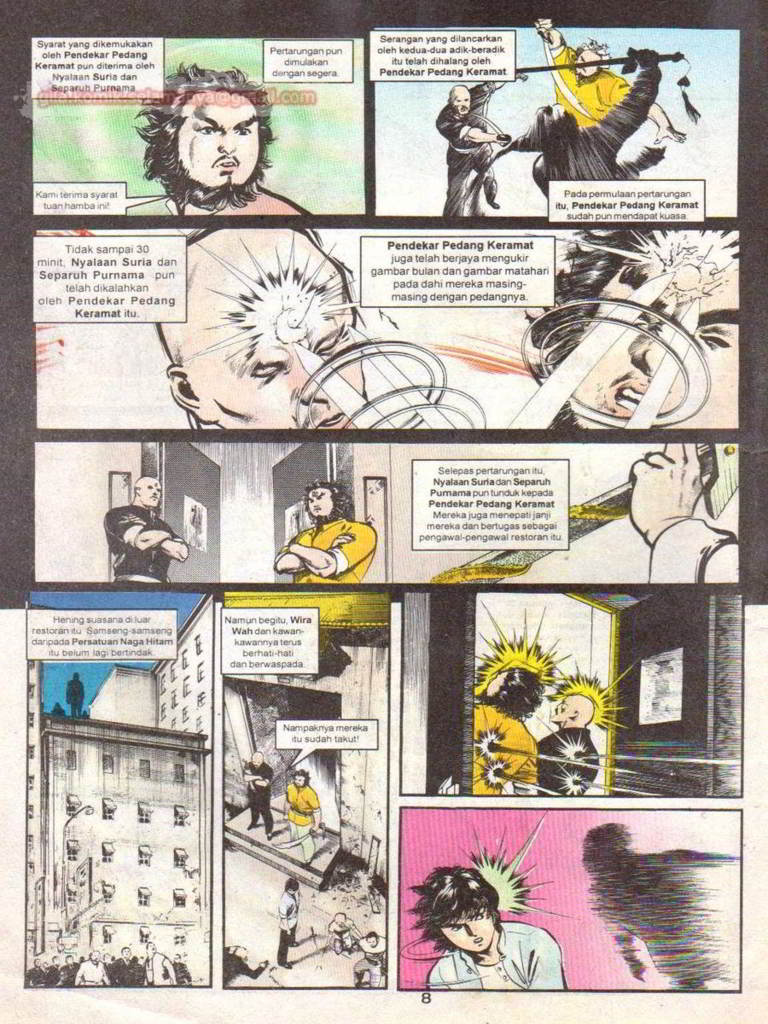 Syarat yang dikemukakan
oleh Pendekar Pedang
Keramat pun diterima oleh
Nyalaan Suria dan
Separuh Purnama.
Pertarungan pun
dimulakan
dengan segera.
Kami terima syarat
tuan hamba ini!
Serangan yang dilancarkan
oleh kedua-dua adik-beradik
itu telah dihalang oleh
Pendekar Pedang Keramat.
Pada permulaan pertarungan
itu, Pendekar Pedang Keramat
sudah pun mendapat kuasa.
Tidak sampai 30
minit, Nyalaan Suria dan
Separuh Purnama pun
telah dikalahkan
oleh Pendekar Pedang
Keramat itu.
Pendekar Pedang Keramat
juga telah berjaya mengukir
gambar bulan dan gambar matahari
pada dahi mereka masing-
masing dengan pedangnya.
Selepas pertarungan itu,
Nyalaan Suria dan Separuh
Purnama pun tunduk kepada
Pendekar Pedang Keramat
Mereka juga menepati janji
mereka dan bertugas sebagai
pengawal-pengawal restoran itu.
Hening suasana di luar
restoran itu. Samseng-samseng
daripada Persatuan Naga Hitam
itu belum lagi bertindak.
Namun begitu, Wira
Wah dan kawan-
kawannya terus
berhati-hati
dan berwaspada.
Nampaknya mereka
itu sudah takut!
8